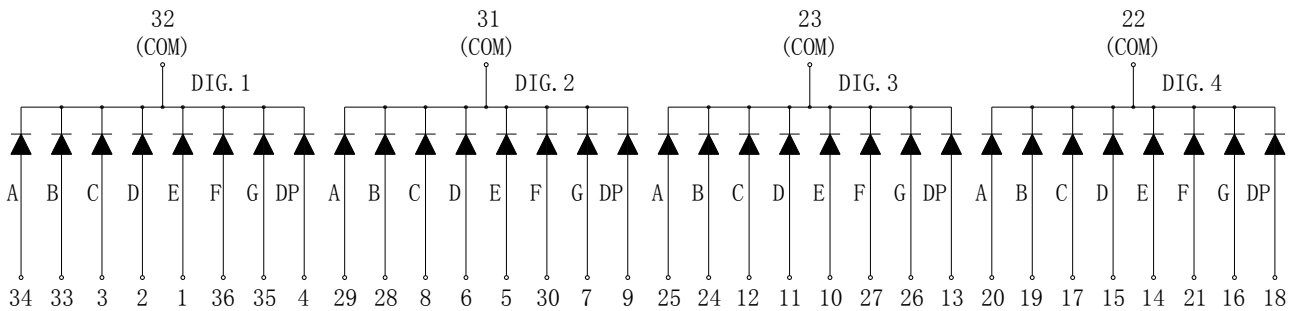 32 31 23 22
(COM) (COM) (COM) (COM)
DIG.1 DIG.2 DIG.3 DIG.4
A B C D E F G DP A B C D E F G DP A B C D E F G DP A B C D E F G DP
34 33 3 2 1 36 35 4 29 28 8 6 5 30 7 9 25 24 12 11 10 27 26 13 20 19 17 15 14 21 16 18